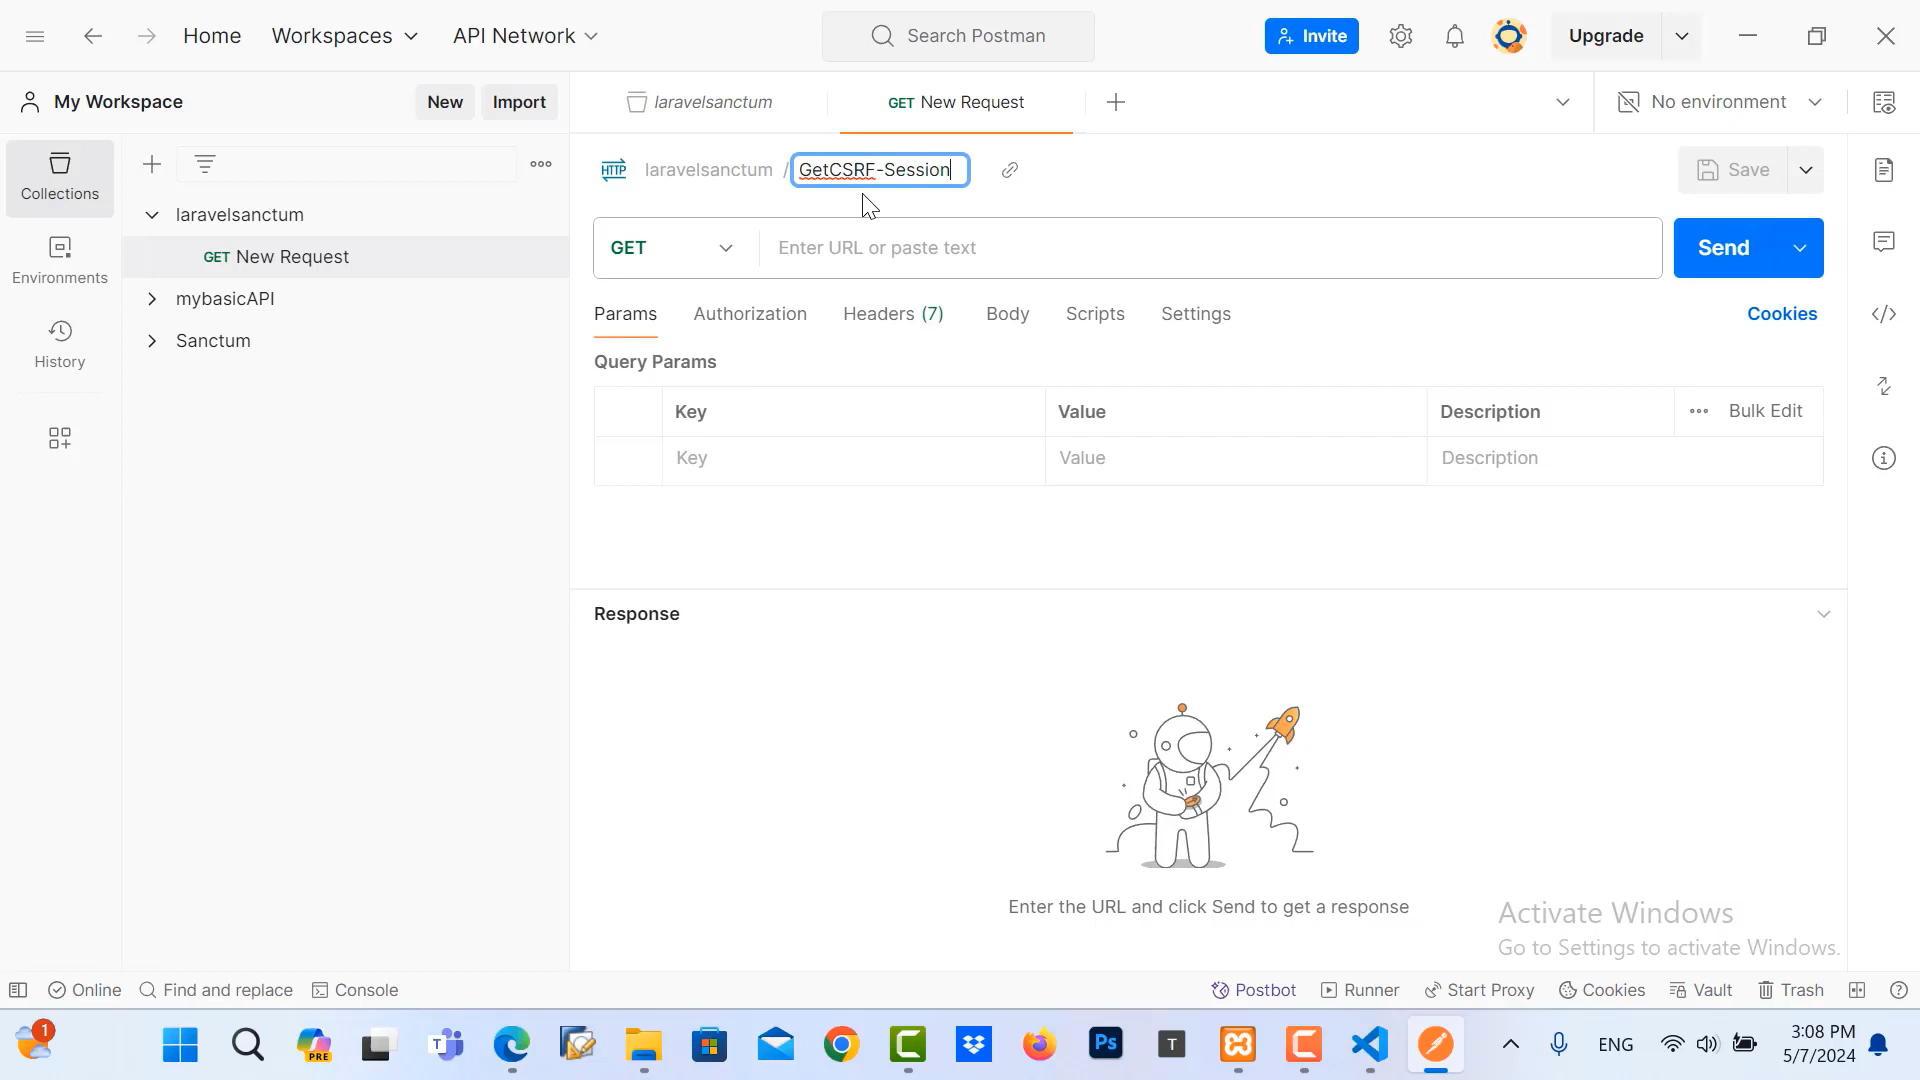 Home
Workspaces
API Network
Search Postman
Invite
Upgrade
My Workspace
New
Import
laravelsanctum
GET New Request
No environment
Collections
Environments
History
laravelsanctum
GET New Request
mybasicAPI
Sanctum
HTTP
laravelsanctum / GetCSRF-Session
Save
GET
Enter URL or paste text
Send
Params
Authorization
Headers (7)
Body
Scripts
Settings
Cookies
Query Params
Key
Value
Description
Bulk Edit
Key
Value
Description
Response
Enter the URL and click Send to get a response
Activate Windows
Go to Settings to activate Windows.
Online
Find and replace
Console
Postbot
Runner
Start Proxy
Cookies
Vault
Trash
1
PRE
T
Ps
T
ENG
3:08 PM
5/7/2024